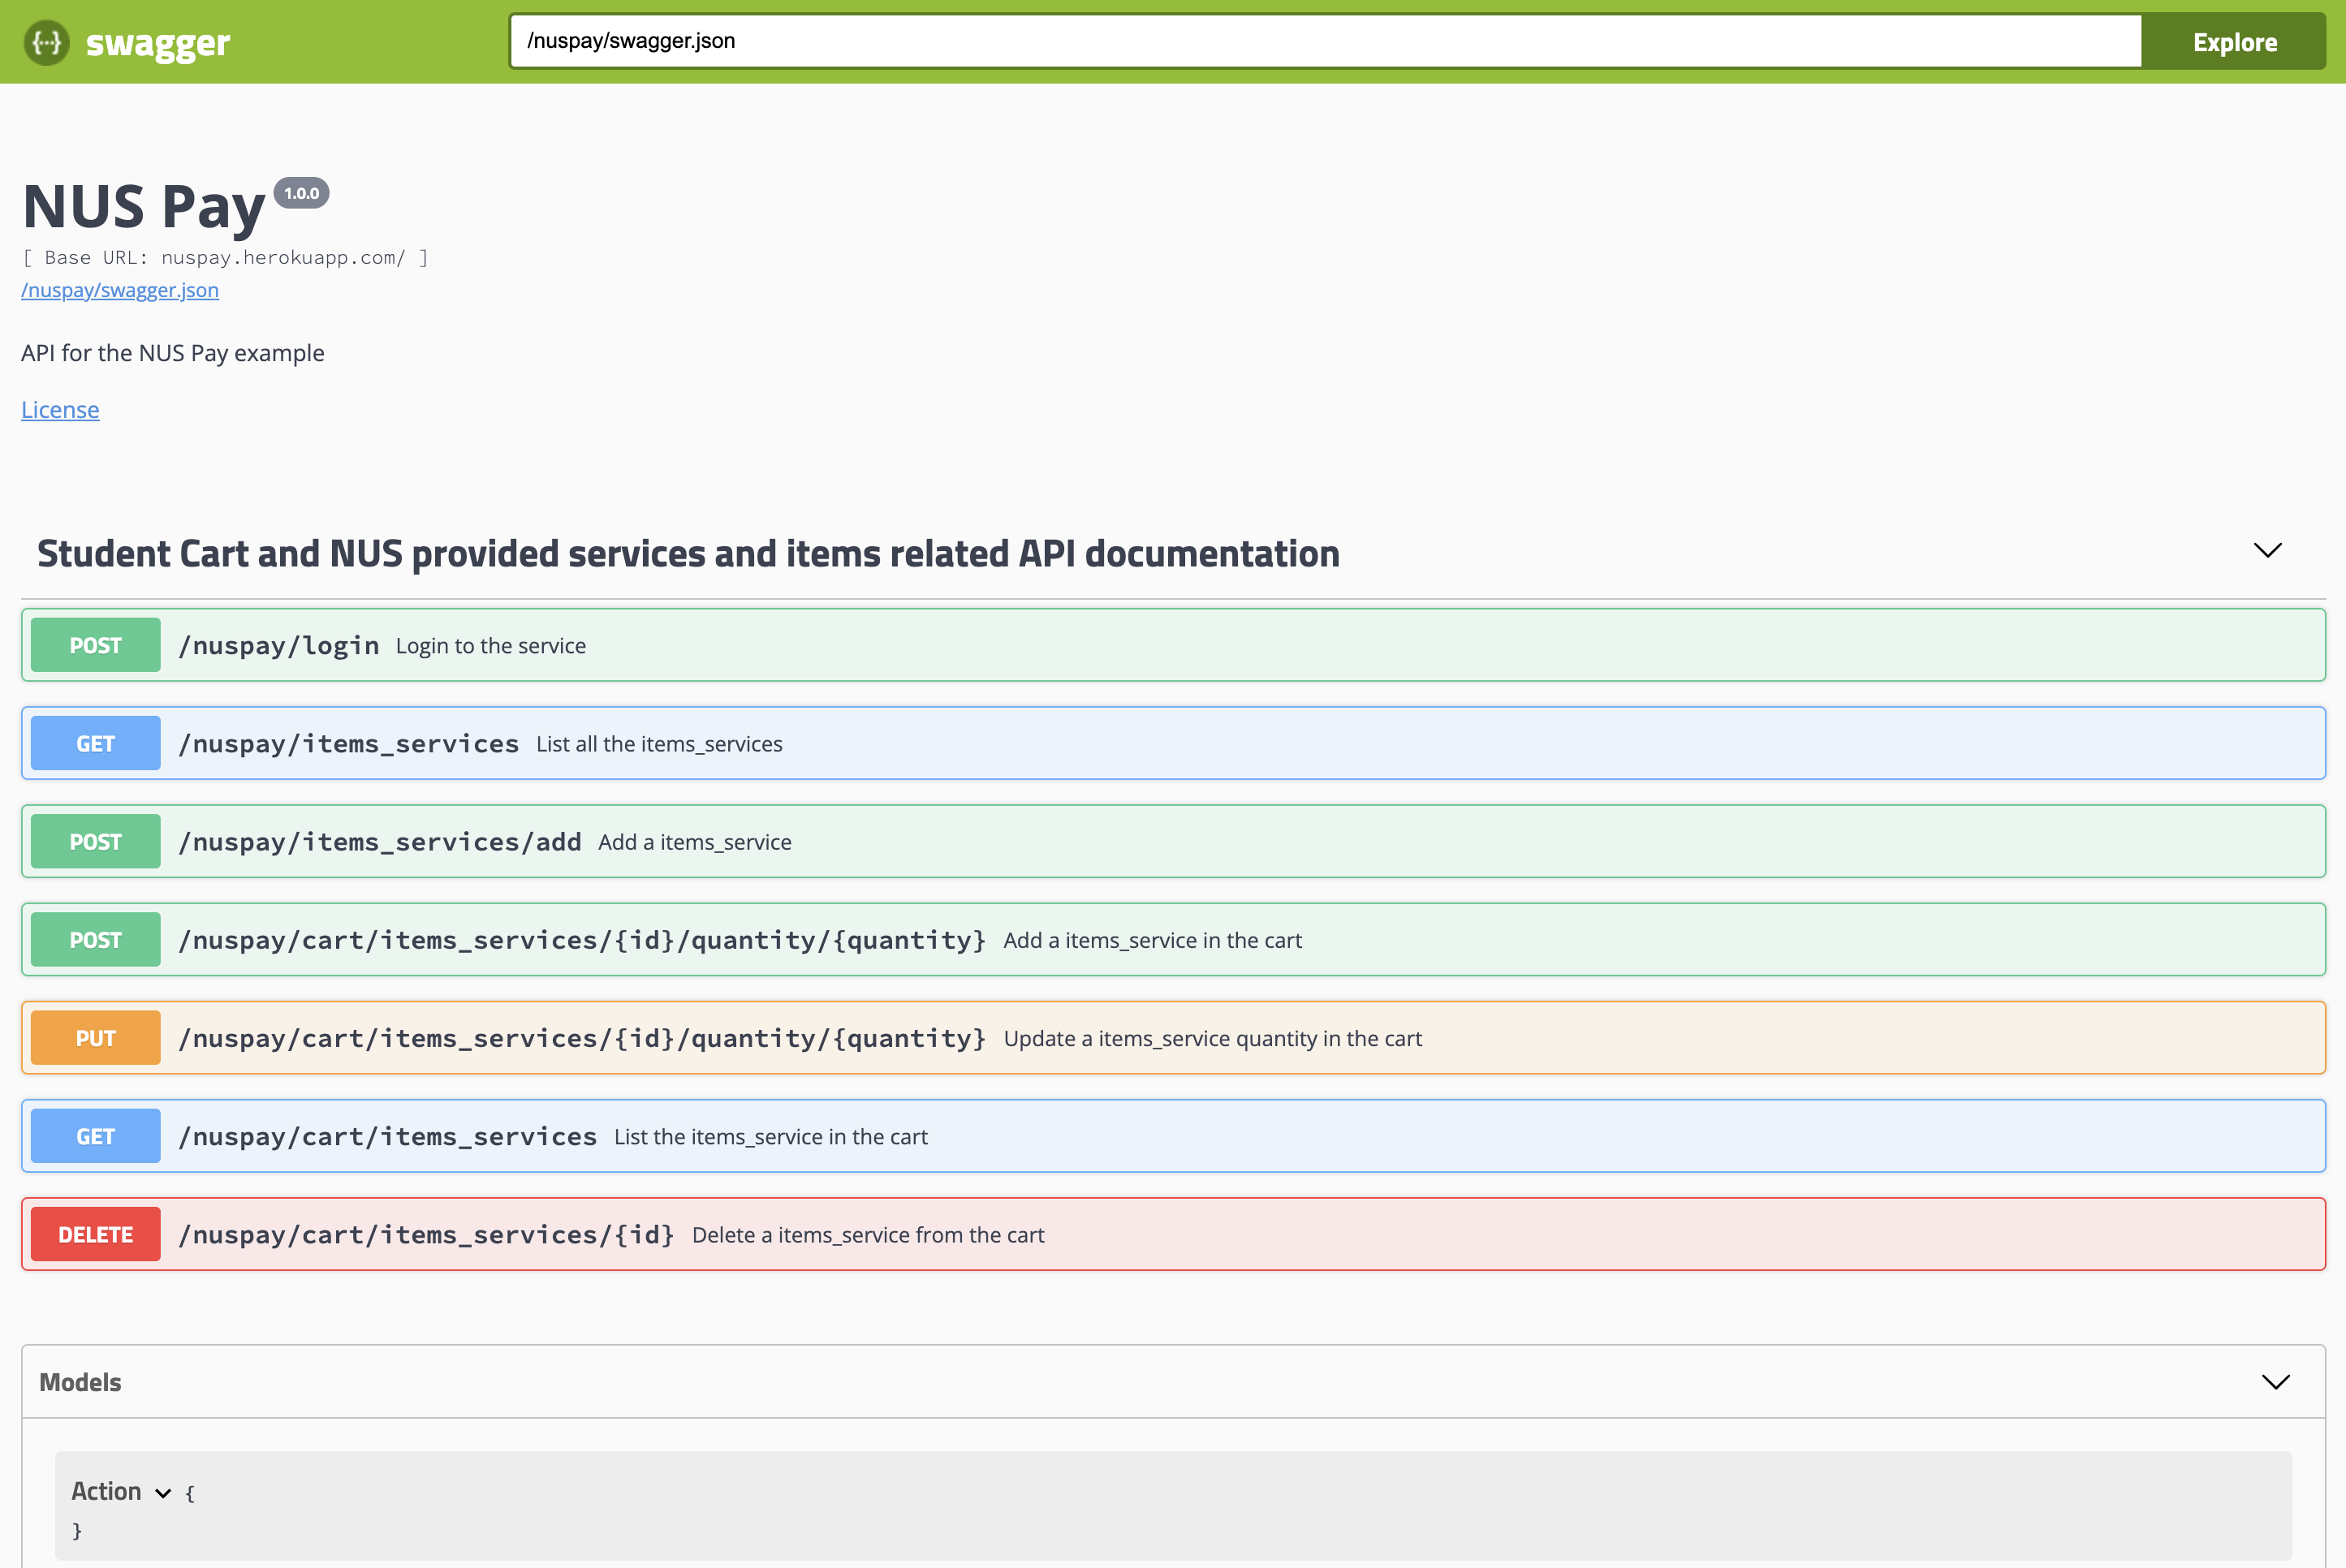 swagger
/nuspay/swagger.json
Explore
NUS Pay 1.0.0
[ Base URL: nuspay.herokuapp.com/ ]
/nuspay/swagger.json
API for the NUS Pay example
License
Student Cart and NUS provided services and items related API documentation
POST /nuspay/login Login to the service
GET /nuspay/items_services List all the items_services
POST /nuspay/items_services/add Add a items_service
POST /nuspay/cart/items_services/{id}/quantity/{quantity} Add a items_service in the cart
PUT /nuspay/cart/items_services/{id}/quantity/{quantity} Update a items_service quantity in the cart
GET /nuspay/cart/items_services List the items_service in the cart
DELETE /nuspay/cart/items_services/{id} Delete a items_service from the cart
Models
Action {
}